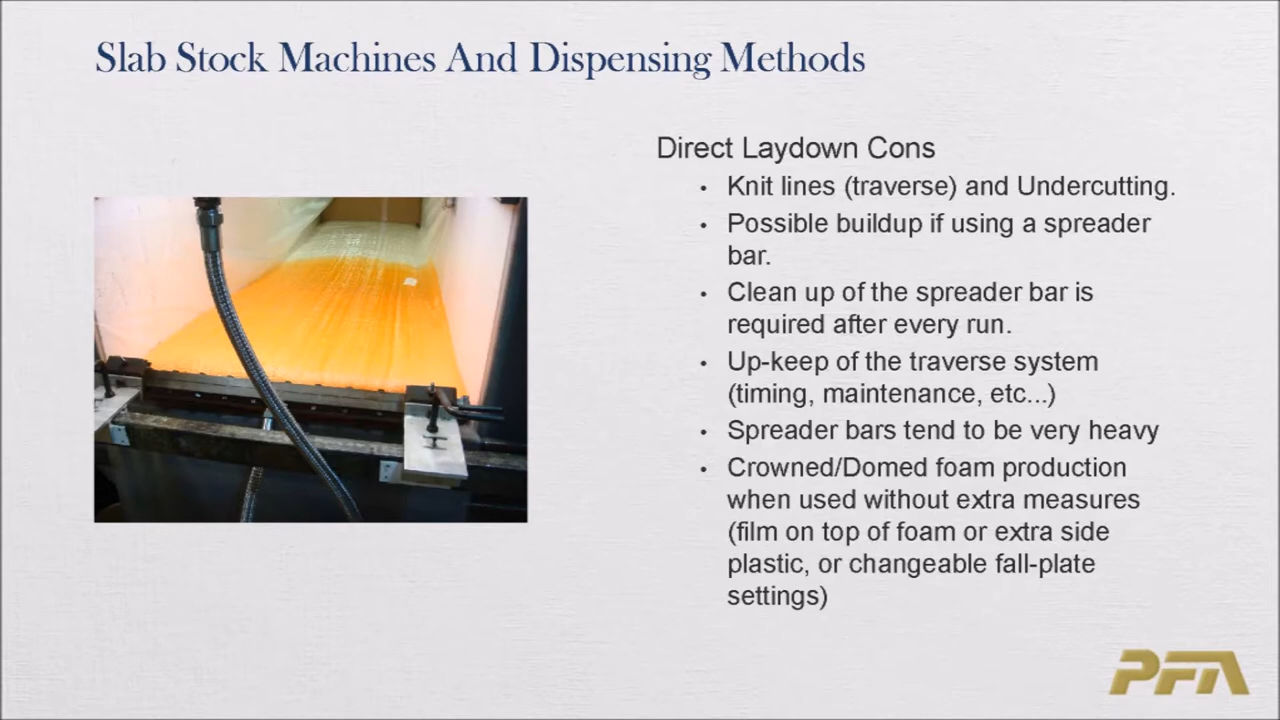 Slab Stock Machines And Dispensing Methods
Direct Laydown Cons
• Knit lines (traverse) and Undercutting.
• Possible buildup if using a spreader
bar.
• Clean up of the spreader bar is
required after every run.
• Up-keep of the traverse system
(timing, maintenance, etc...)
• Spreader bars tend to be very heavy
• Crowned/Domed foam production
when used without extra measures
(film on top of foam or extra side
plastic, or changeable fall-plate
settings)
PFA